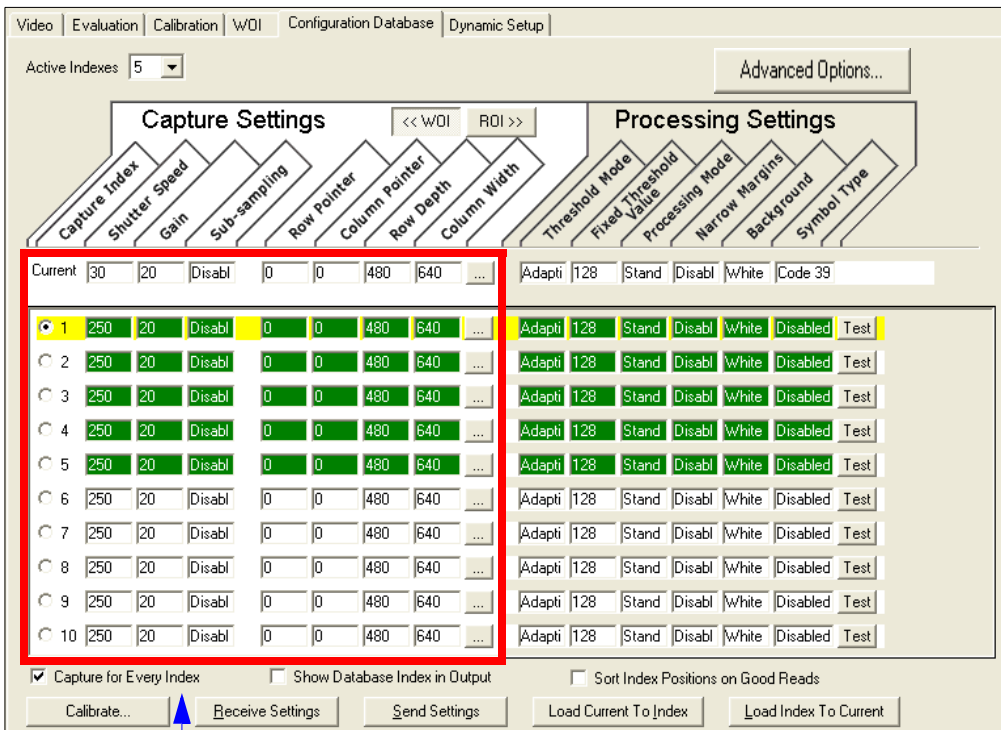 Video Evaluation Calibration WOI Configuration Database Dynamic Setup
Active Indexes 5 Advanced Options...
Capture Settings << WOI ROI >> Processing Settings
Capture Index Shutter Speed Gain Sub-sampling Row Pointer Column Pointer Row Depth Column Width Threshold Mode Fixed Threshold Value Processing Mode Narrow Margins Background Symbol Type
Current 30 20 Disabl 0 0 480 640 ... Adapti 128 Stand Disabl White Code 39
1 250 20 Disabl 0 0 480 640 ... Adapti 128 Stand Disabl White Disabled Test
2 250 20 Disabl 0 0 480 640 ... Adapti 128 Stand Disabl White Disabled Test
3 250 20 Disabl 0 0 480 640 ... Adapti 128 Stand Disabl White Disabled Test
4 250 20 Disabl 0 0 480 640 ... Adapti 128 Stand Disabl White Disabled Test
5 250 20 Disabl 0 0 480 640 ... Adapti 128 Stand Disabl White Disabled Test
6 250 20 Disabl 0 0 480 640 ... Adapti 128 Stand Disabl White Disabled Test
7 250 20 Disabl 0 0 480 640 ... Adapti 128 Stand Disabl White Disabled Test
8 250 20 Disabl 0 0 480 640 ... Adapti 128 Stand Disabl White Disabled Test
9 250 20 Disabl 0 0 480 640 ... Adapti 128 Stand Disabl White Disabled Test
10 250 20 Disabl 0 0 480 640 ... Adapti 128 Stand Disabl White Disabled Test
Capture for Every Index Show Database Index in Output Sort Index Positions on Good Reads
Calibrate... Receive Settings Send Settings Load Current To Index Load Index To Current